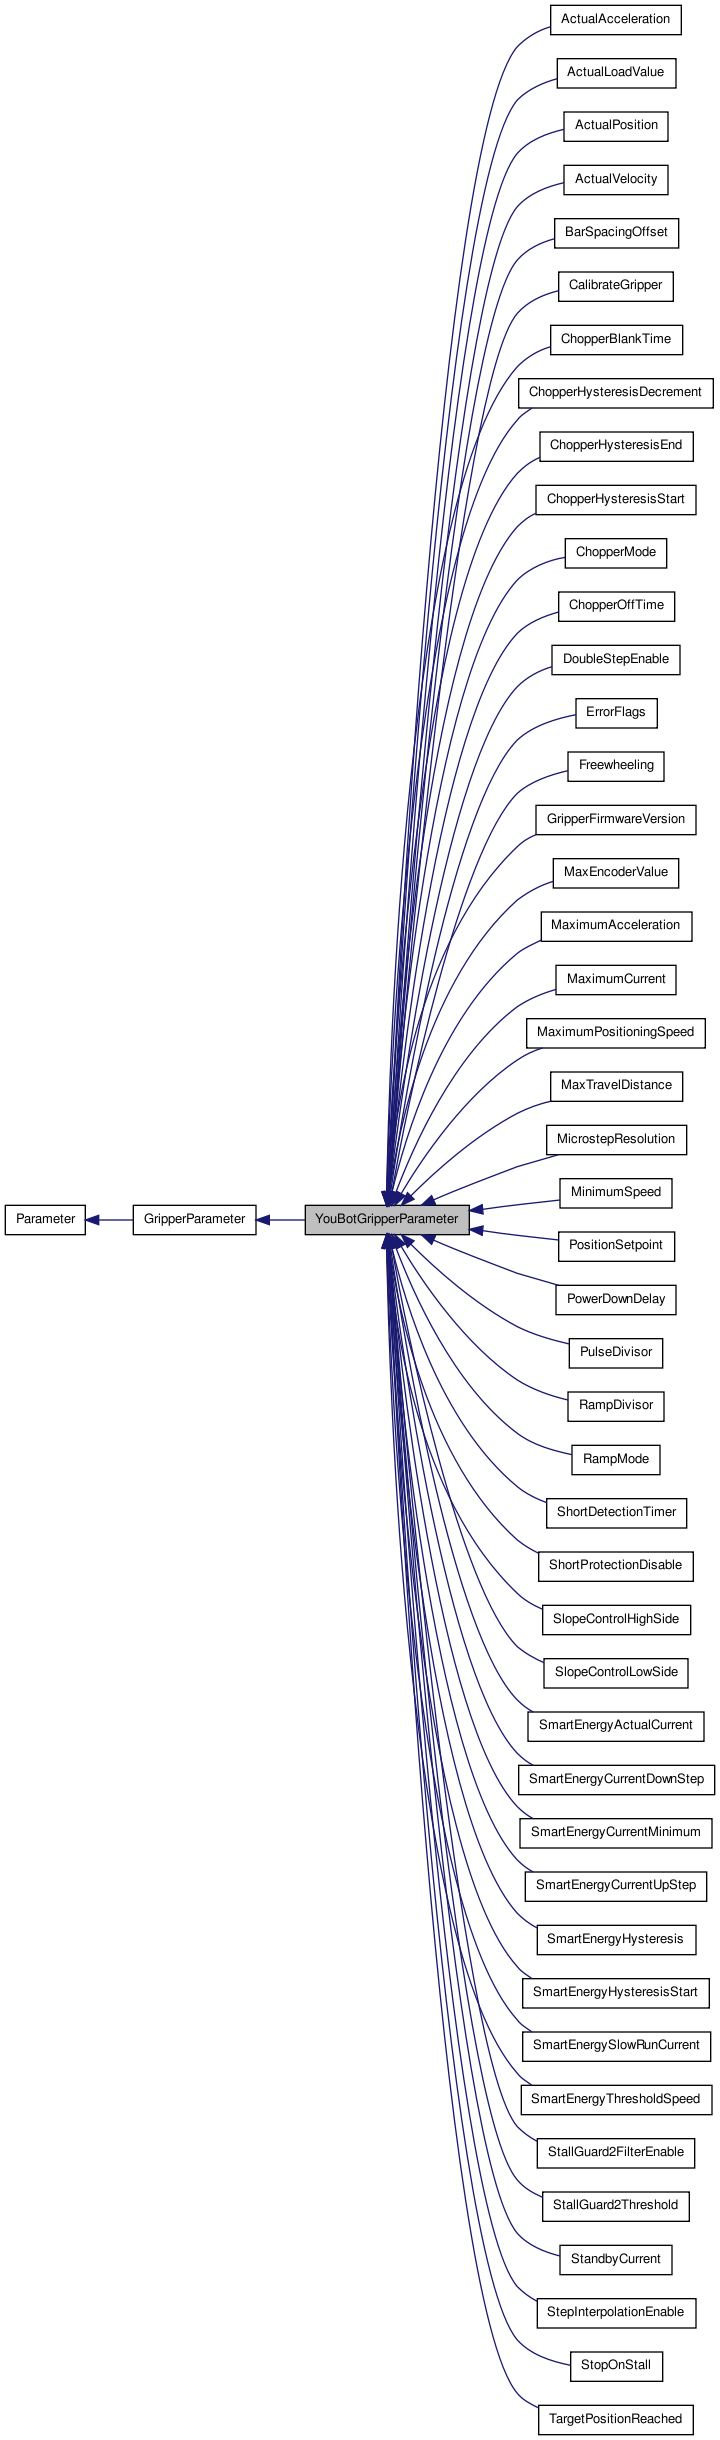 ActualAcceleration
ActualLoadValue
ActualPosition
ActualVelocity
BarSpacingOffset
CalibrateGripper
ChopperBlankTime
ChopperHysteresisDecrement
ChopperHysteresisEnd
ChopperHysteresisStart
ChopperMode
ChopperOffTime
DoubleStepEnable
ErrorFlags
Freewheeling
GripperFirmwareVersion
MaxEncoderValue
MaximumAcceleration
MaximumCurrent
MaximumPositioningSpeed
MaxTravelDistance
MicrostepResolution
MinimumSpeed
Parameter GripperParameter YouBotGripperParameter
PositionSetpoint
PowerDownDelay
PulseDivisor
RampDivisor
RampMode
ShortDetectionTimer
ShortProtectionDisable
SlopeControlHighSide
SlopeControlLowSide
SmartEnergyActualCurrent
SmartEnergyCurrentDownStep
SmartEnergyCurrentMinimum
SmartEnergyCurrentUpStep
SmartEnergyHysteresis
SmartEnergyHysteresisStart
SmartEnergySlowRunCurrent
SmartEnergyThresholdSpeed
StallGuard2FilterEnable
StallGuard2Threshold
StandbyCurrent
StepInterpolationEnable
StopOnStall
TargetPositionReached